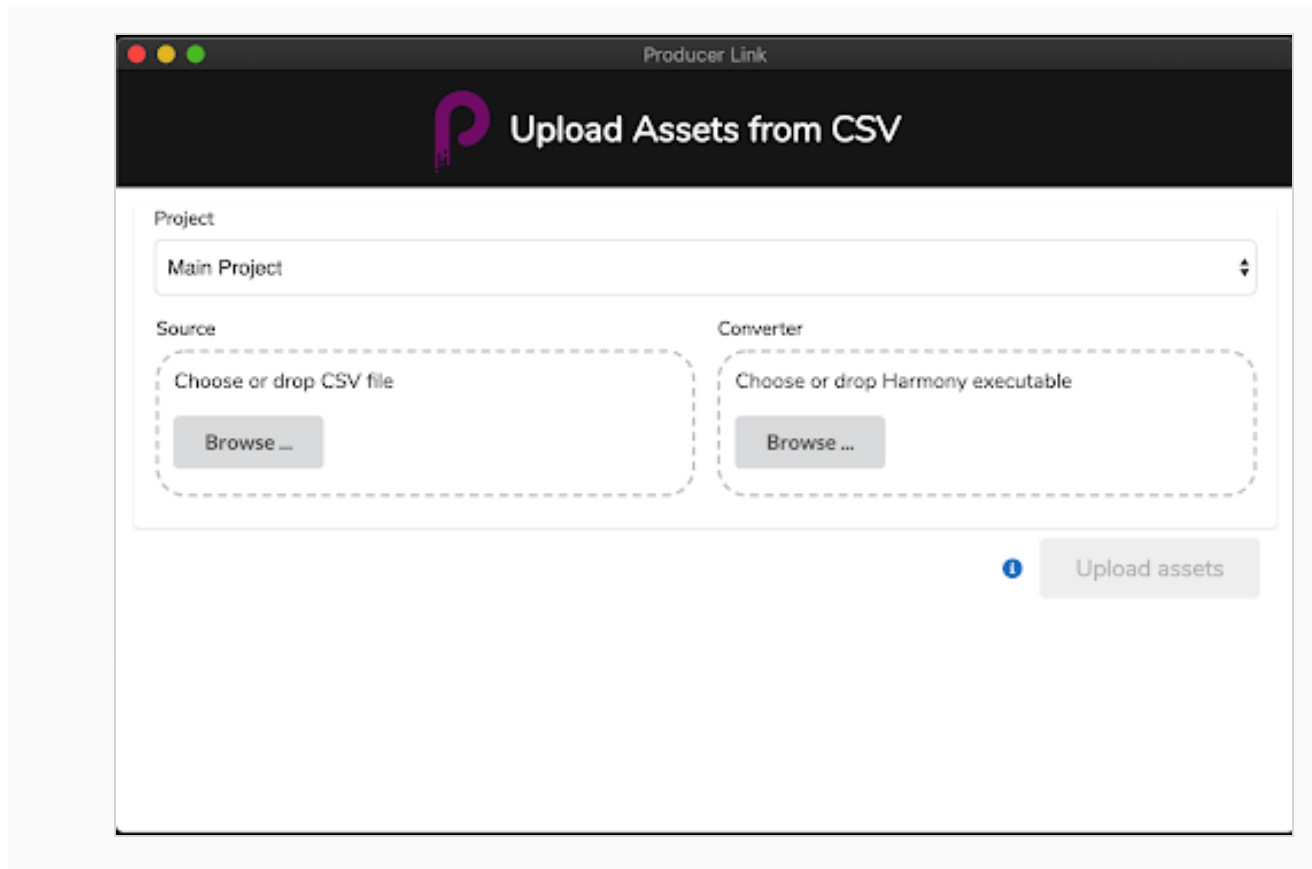 Producer Link
Upload Assets from CSV
Project
Main Project
Source
Converter
Choose or drop CSV file
Choose or drop Harmony executable
Browse ...
Browse ...
Upload assets